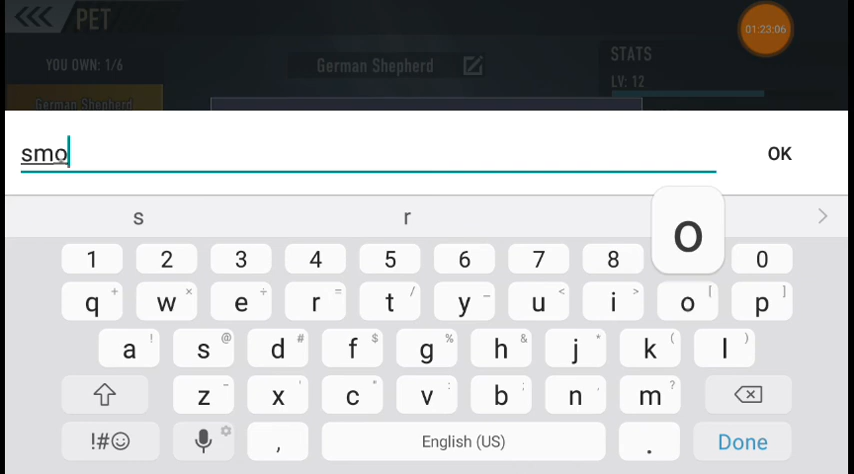 PET
01:23:06
YOU OWN: 1/6
German Shepherd
STATS
LV: 12
German Shepherd
smo
OK
s r
o
1 2 3 4 5 6 7 8 0
q + w × e ÷ r = t / y _ u < i > o [ p ]
a ! s @ d # f $ g % h & j * k ( l )
z - x ' c " v : b ; n , m ?
!#☺ , English (US) . Done